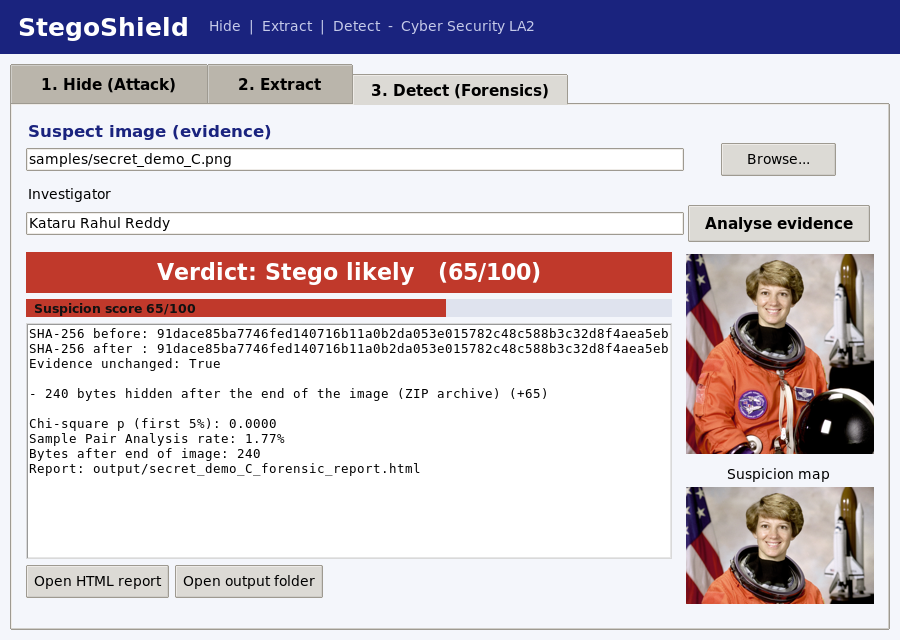 StegoShield
Hide | Extract | Detect - Cyber Security LA2
1. Hide (Attack)
2. Extract
3. Detect (Forensics)
Suspect image (evidence)
samples/secret_demo_C.png
Browse...
Investigator
Kataru Rahul Reddy
Analyse evidence
Verdict: Stego likely (65/100)
Suspicion score 65/100
SHA-256 before: 91dace85ba7746fed140716b11a0b2da053e015782c48c588b3c32d8f4aea5eb
SHA-256 after : 91dace85ba7746fed140716b11a0b2da053e015782c48c588b3c32d8f4aea5eb
Evidence unchanged: True
- 240 bytes hidden after the end of the image (ZIP archive) (+65)
Chi-square p (first 5%): 0.0000
Sample Pair Analysis rate: 1.77%
Bytes after end of image: 240
Report: output/secret_demo_C_forensic_report.html
Suspicion map
Open HTML report
Open output folder